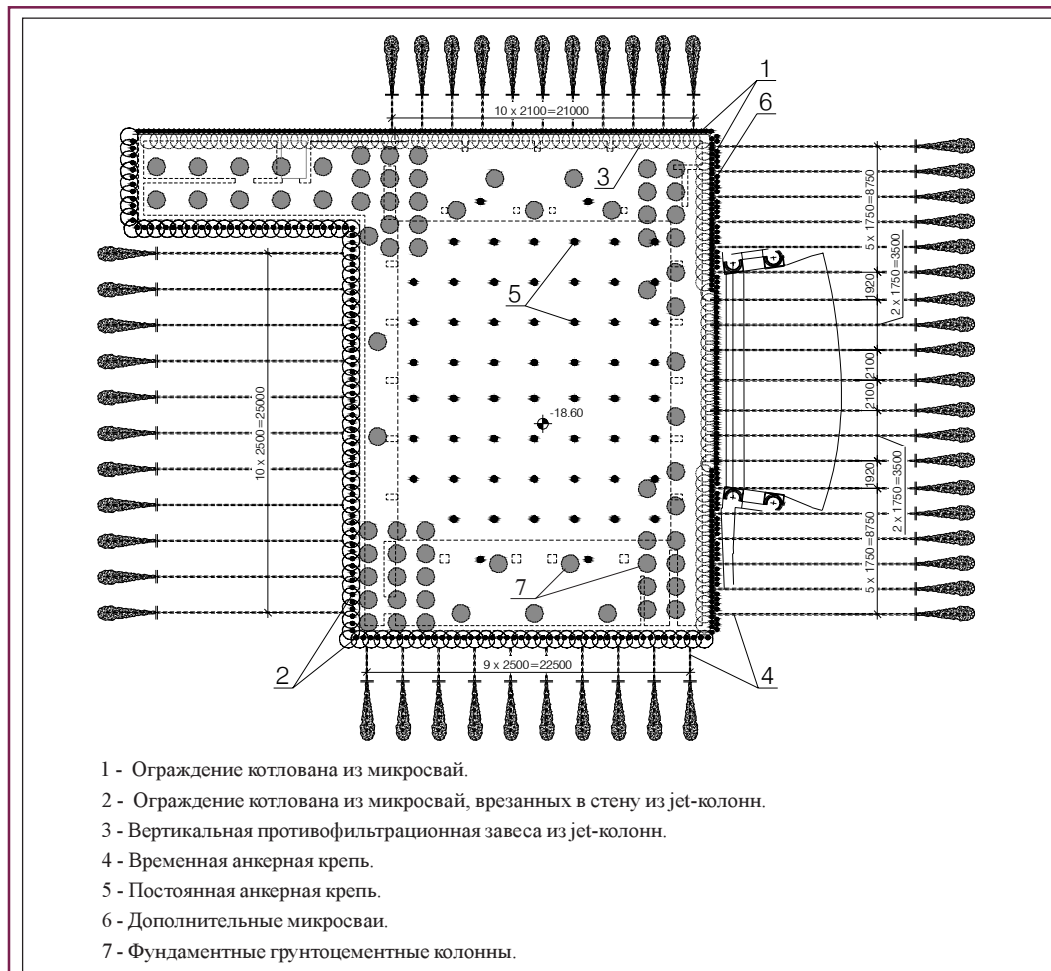 1
10 x 2100=21000
6
3
5 x 1750=8750
2 x 1750=3500
1920
5
2100
2100
-18.60
10 x 2500=25000
1920
2 x 1750=3500
5 x 1750=8750
7
2
9 x 2500=22500
4
1 - Ограждение котлована из микросвай.
2 - Ограждение котлована из микросвай, врезанных в стену из jet-колонн.
3 - Вертикальная противофильтрационная завеса из jet-колонн.
4 - Временная анкерная крепь.
5 - Постоянная анкерная крепь.
6 - Дополнительные микросваи.
7 - Фундаментные грунтоцементные колонны.